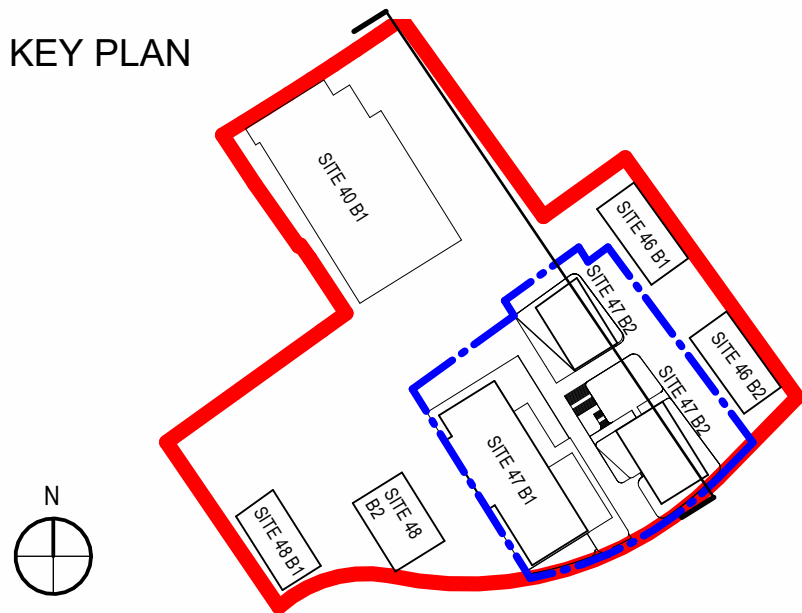 KEY PLAN
SITE 40 B1
SITE 46 B1
SITE 47 B2
SITE 46 B2
SITE 47 B2
SITE 47 B1
SITE 48
B2
SITE 48 B1
N